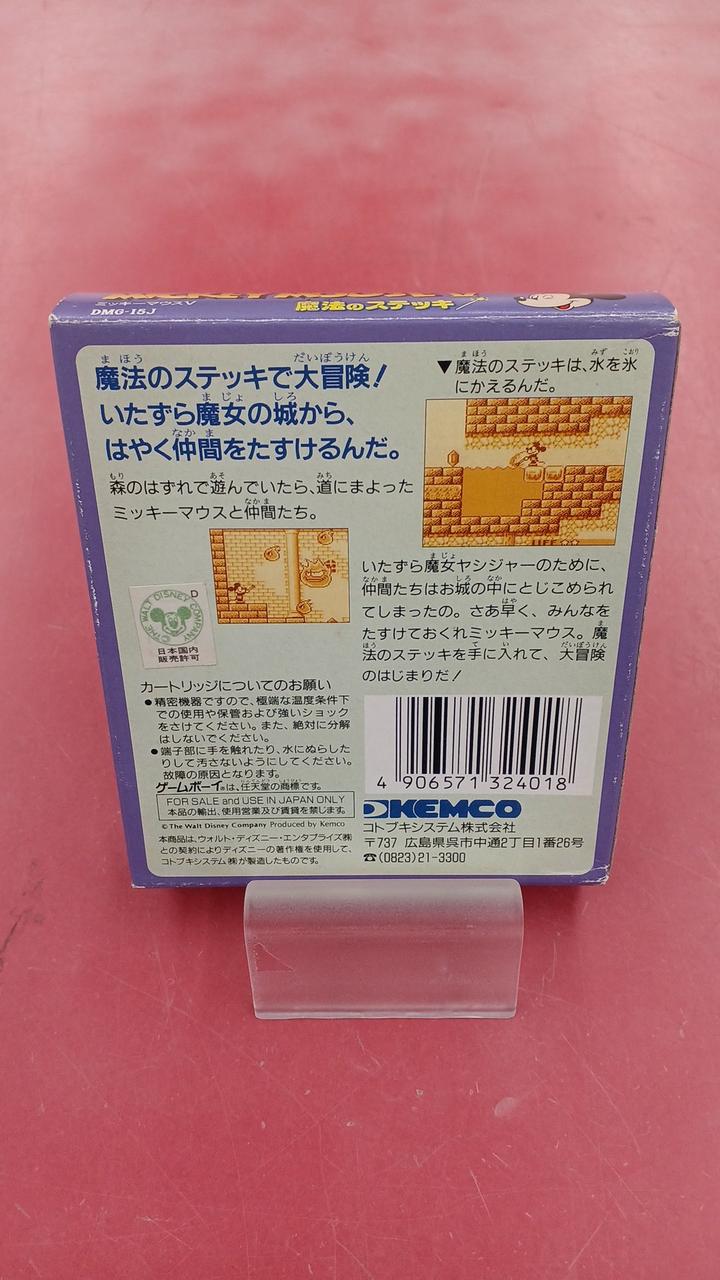 ミッキーマウスV
DMG-I5J
魔法のステッキ
魔法のステッキで大冒険!
いたずら魔女の城から、
はやく仲間をたすけるんだ。
森のはずれで遊んでいたら、道にまよった
ミッキーマウスと仲間たち。
▼魔法のステッキは、水を氷
にかえるんだ。
LIFE
いたずら魔女ヤシジャーのために、
仲間たちはお城の中にとじこめられ
てしまったの。さあ早く、みんなを
たすけておくれミッキーマウス。魔
法のステッキを手に入れて、大冒険
のはじまりだ!
D
©THE WALT DISNEY COMPANY
日本国内
販売許可
カートリッジについてのお願い
●精密機器ですので、極端な温度条件下
での使用や保管および強いショック
をさけてください。また、絶対に分解
はしないでください。
●端子部に手を触れたり、水にぬらした
りして汚さないようにしてください。
故障の原因となります。
ゲームボーイ®は、任天堂の商標です。
FOR SALE and USE IN JAPAN ONLY
本品の輸出、使用営業及び賃貸を禁じます。
© The Walt Disney Company Produced by Kemco
本商品は、ウォルト・ディズニー・エンタプライズ㈱
との契約によりディズニーの著作権を使用して、
コトブキシステム㈱が製造したものです。
4 906571 324018
KEMCO
コトブキシステム株式会社
〒737 広島県呉市中通2丁目1番26号
☎(0823)21-3300